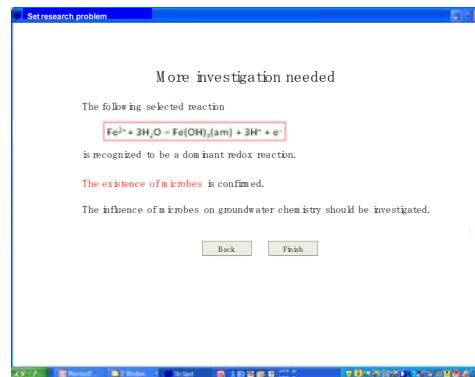 Set research problem
More investigation needed
The following selected reaction
Fe²⁺ + 3H₂O = Fe(OH)₃(am) + 3H⁺ + e⁻
is recognized to be a dominant redox reaction.
The existence of microbes is confirmed.
The influence of microbes on groundwater chemistry should be investigated.
Back Finish